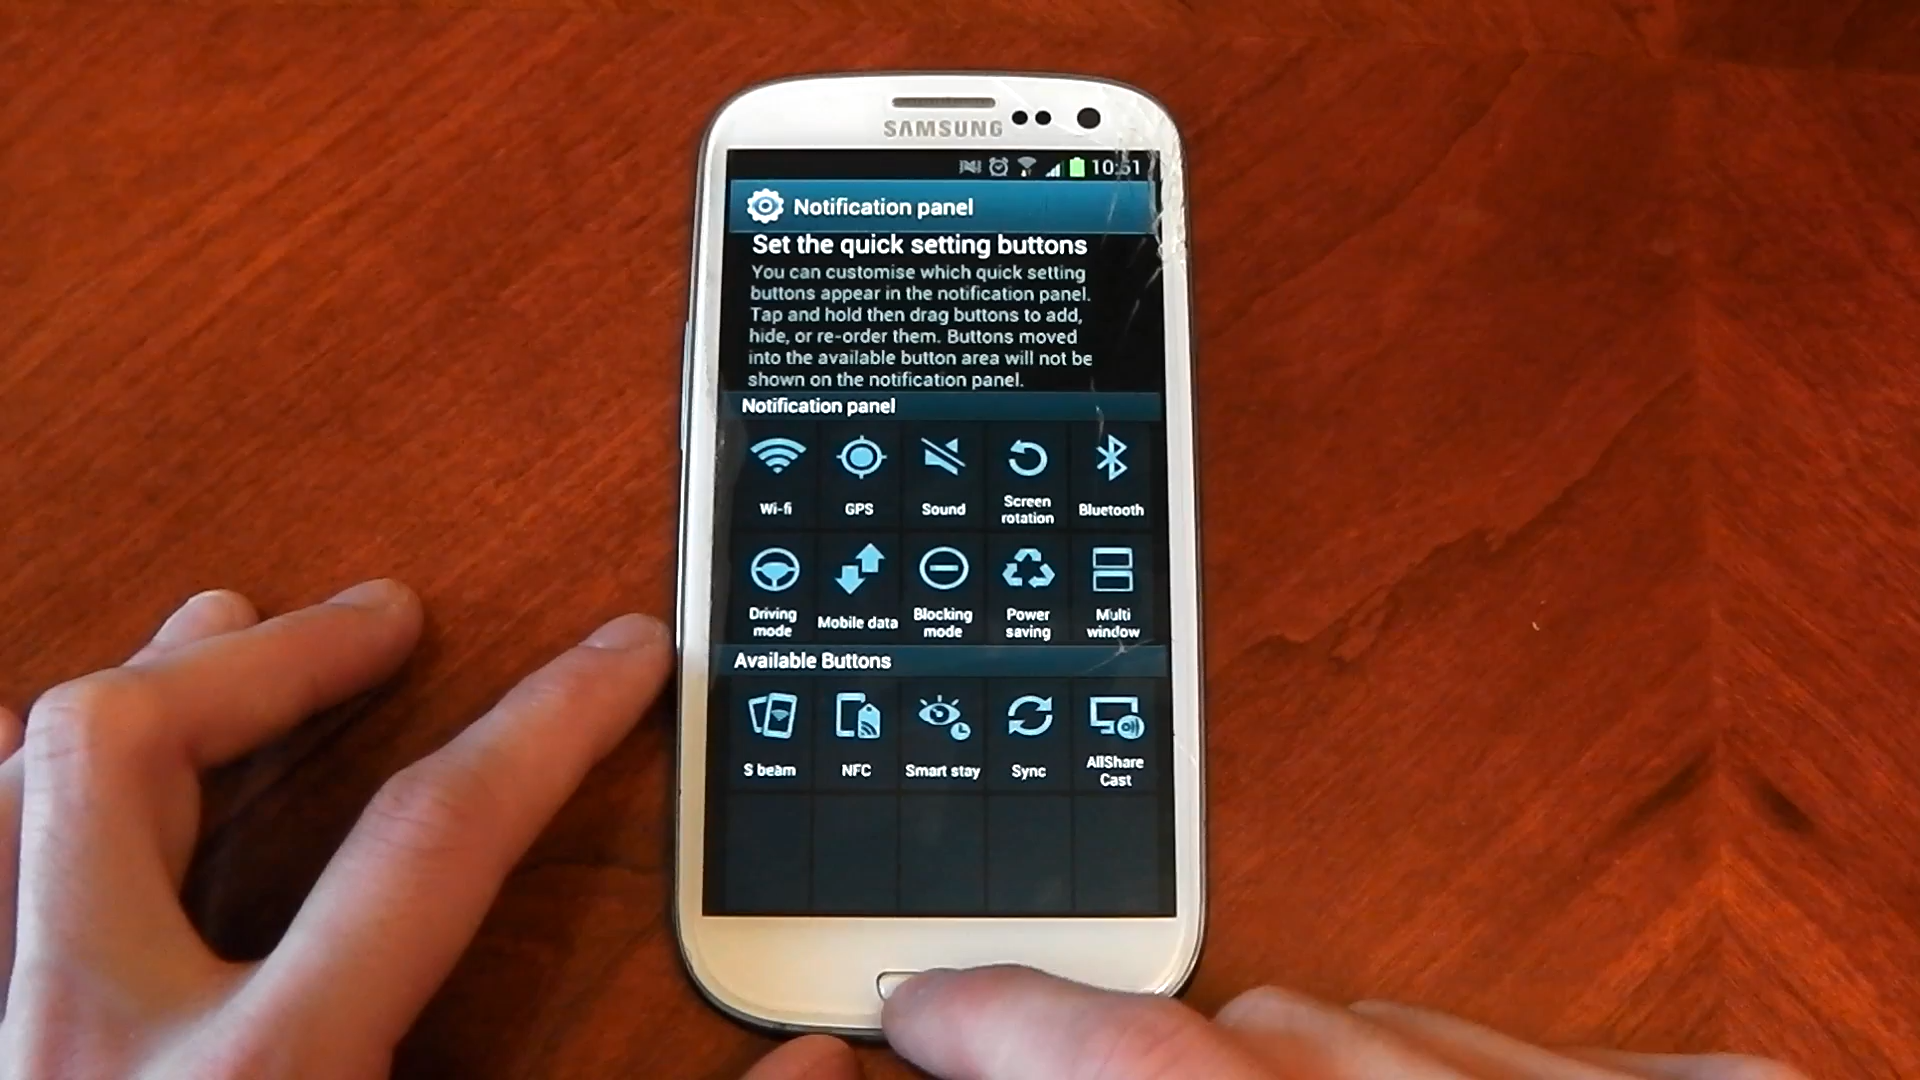 SAMSUNG
10:51
Notification panel
Set the quick setting buttons
You can customise which quick setting
buttons appear in the notification panel.
Tap and hold then drag buttons to add,
hide, or re-order them. Buttons moved
into the available button area will not be
shown on the notification panel.
Notification panel
Wi-fi
GPS
Sound
Screen
rotation
Bluetooth
Driving
mode
Mobile data
Blocking
mode
Power
saving
Multi
window
Available Buttons
S beam
NFC
Smart stay
Sync
AllShare
Cast